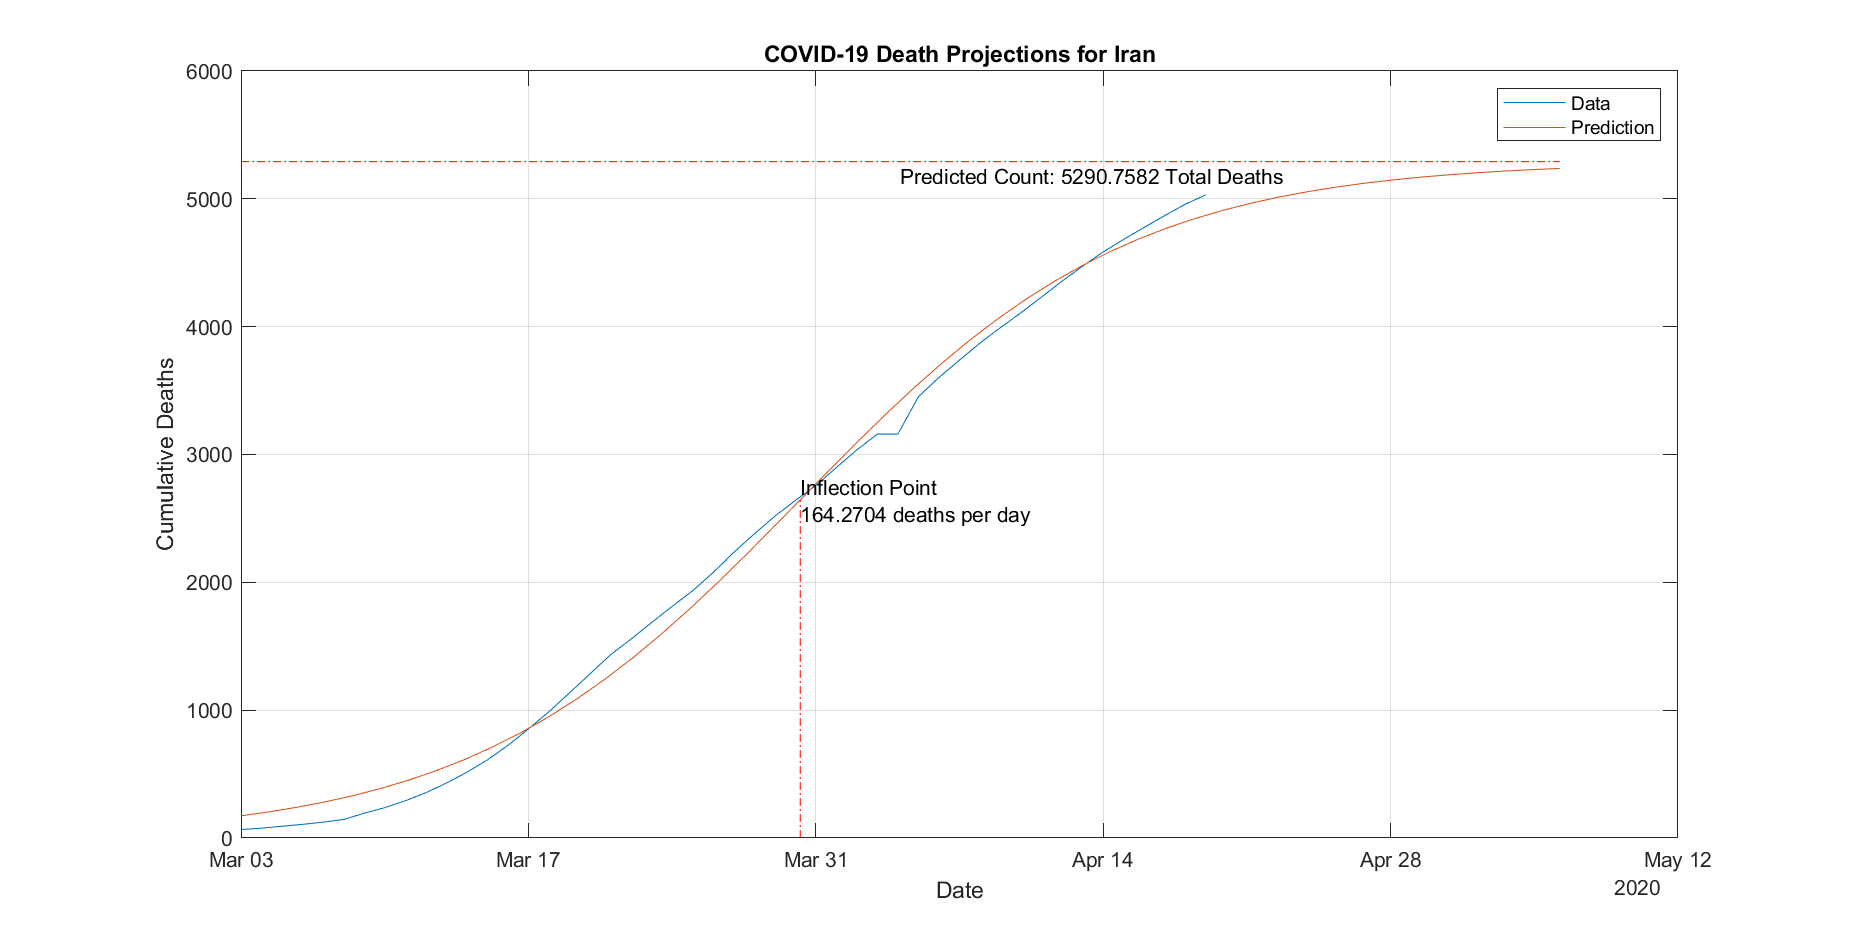 COVID-19 Death Projections for Iran
6000
5000
4000
3000
2000
1000
0
Cumulative Deaths
Data
Prediction
Predicted Count: 5290.7582 Total Deaths
Inflection Point
164.2704 deaths per day
Mar 03 Mar 17 Mar 31 Apr 14 Apr 28 May 12
2020
Date